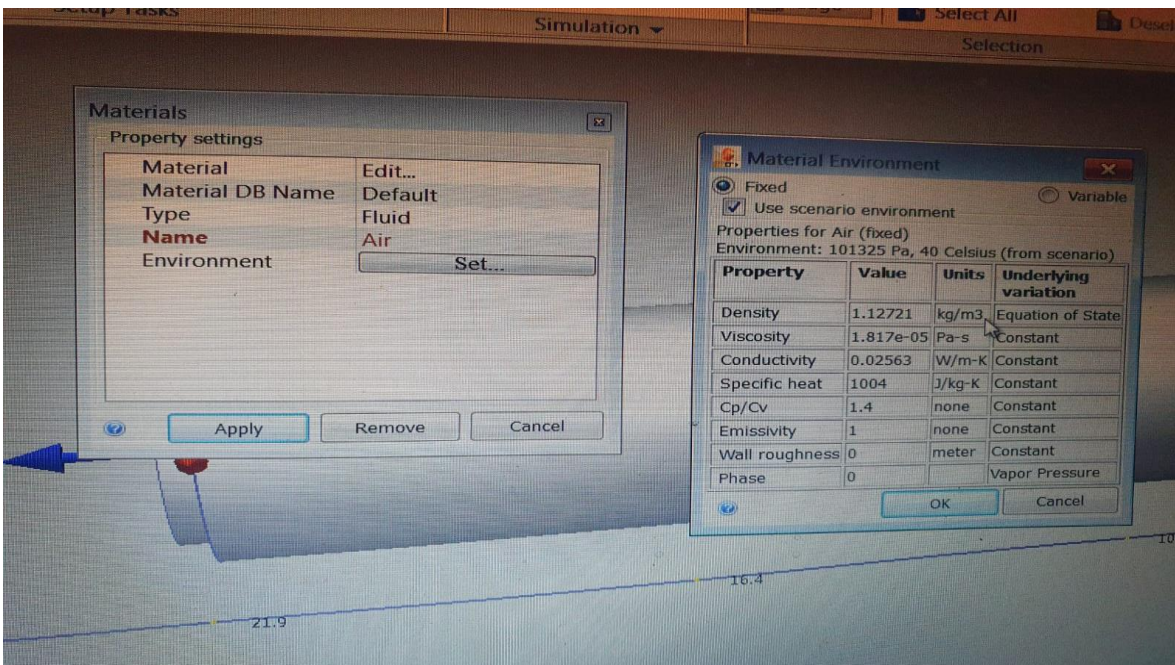 Setup Tasks
Simulation
Select All
Selection
Materials
Property settings
Material Edit...
Material DB Name Default
Type Fluid
Name Air
Environment Set...
Apply Remove Cancel
Material Environment
Fixed Variable
Use scenario environment
Properties for Air (fixed)
Environment: 101325 Pa, 40 Celsius (from scenario)
Property Value Units Underlying variation
Density 1.12721 kg/m3 Equation of State
Viscosity 1.817e-05 Pa-s Constant
Conductivity 0.02563 W/m-K Constant
Specific heat 1004 J/kg-K Constant
Cp/Cv 1.4 none Constant
Emissivity 1 none Constant
Wall roughness 0 meter Constant
Phase 0 Vapor Pressure
OK Cancel
16.4
21.9